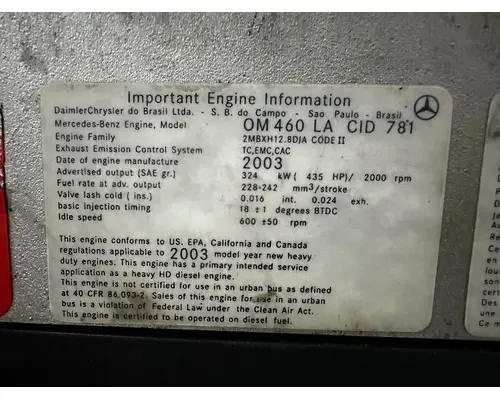 Important Engine Information
DaimlerChrysler do Brasil Ltda. - S. B. do Campo - Sao Paulo - Brasil
Mercedes-Benz Engine, Model OM 460 LA CID 781
Engine Family 2MBXH12.8DJA CODE II
Exhaust Emission Control System TC,EMC,CAC
Date of engine manufacture 2003
Advertised output (SAE gr.) 324 kW ( 435 HP)/ 2000 rpm
Fuel rate at adv. output 228-242 mm³/stroke
Valve lash cold (ins.) 0.016 int. 0.024 exh.
basic injection timing 18 ±1 degrees BTDC
Idle speed 600 ±50 rpm
This engine conforms to US. EPA, California and Canada
regulations applicable to 2003 model year new heavy
duty engines. This engine has a primary intended service
application as a heavy HD diesel engine.
This engine is not certified for use in an urban bus as defined
at 40 CFR 86,093-2. Sales of this engine for use in an urban
bus is a violation of Federal Law under the Clean Air Act.
This engine is certified to be operated on diesel fuel.